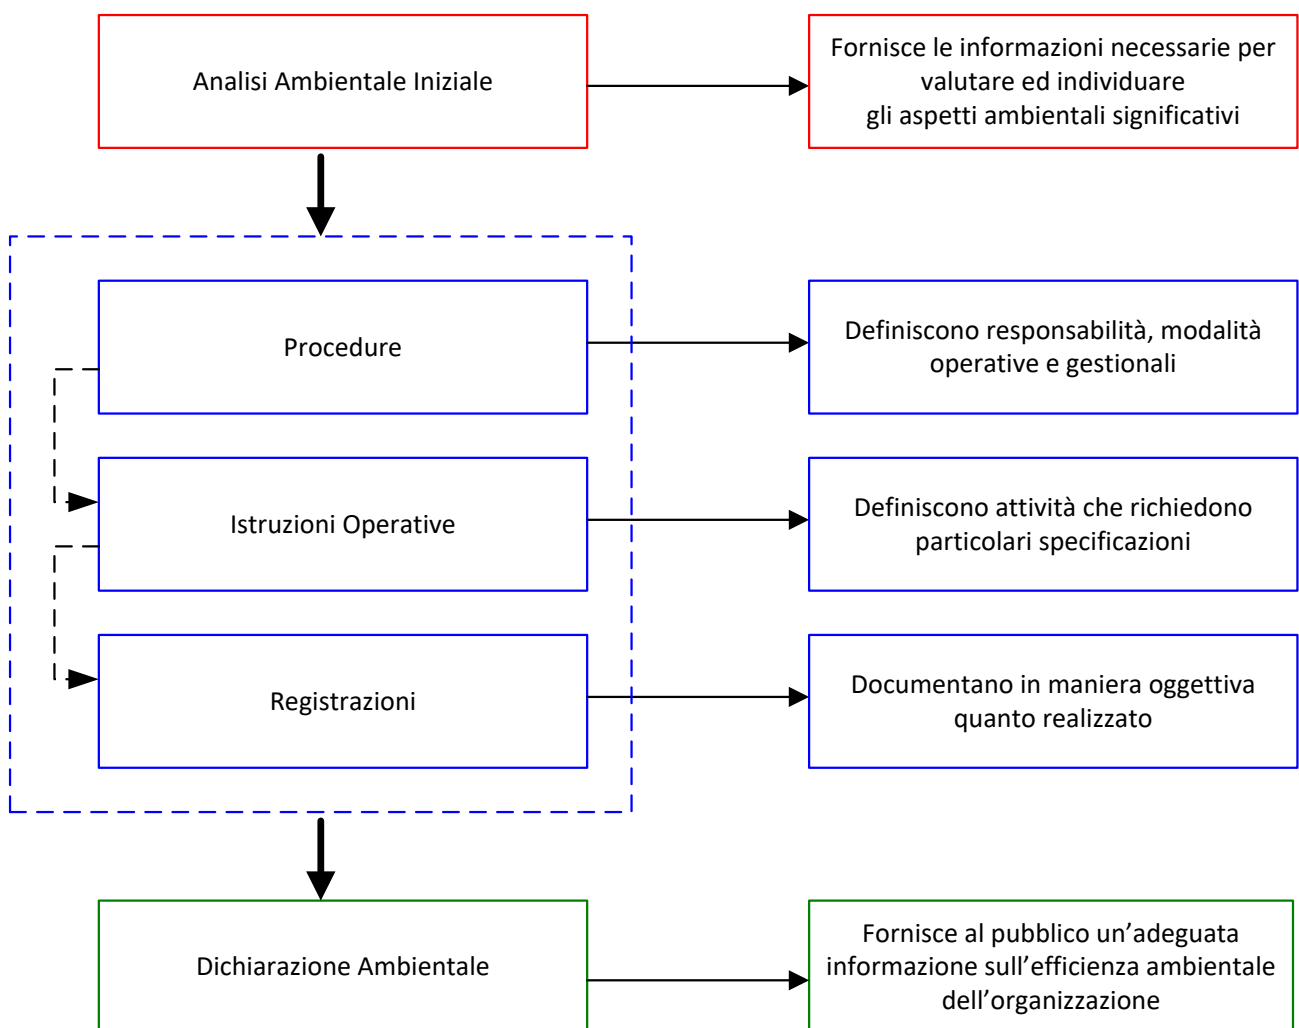 Analisi Ambientale Iniziale
Fornisce le informazioni necessarie per
valutare ed individuare
gli aspetti ambientali significativi
Procedure
Definiscono responsabilità, modalità
operative e gestionali
Istruzioni Operative
Definiscono attività che richiedono
particolari specificazioni
Registrazioni
Documentano in maniera oggettiva
quanto realizzato
Dichiarazione Ambientale
Fornisce al pubblico un’adeguata
informazione sull’efficienza ambientale
dell’organizzazione